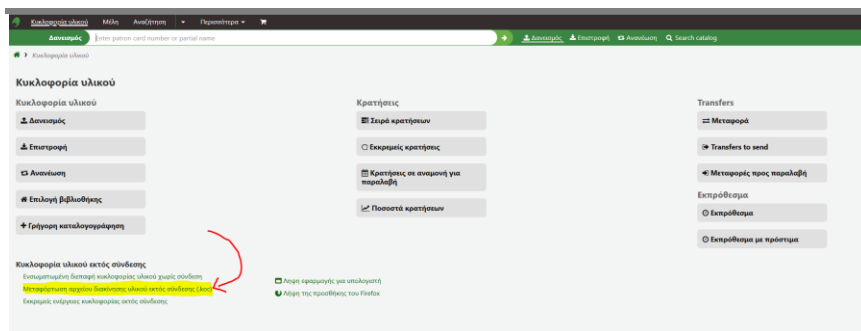 Κυκλοφορία υλικού Μέλη Αναζήτηση Περισσότερα
Δανεισμός Enter patron card number or partial name Δανεισμός Επιστροφή Ανανέωση Search catalog
Κυκλοφορία υλικού
Κυκλοφορία υλικού
Κυκλοφορία υλικού
Δανεισμός
Επιστροφή
Ανανέωση
Επιλογή βιβλιοθήκης
Γρήγορη καταλογογράφηση
Κρατήσεις
Σειρά κρατήσεων
Εκκρεμείς κρατήσεις
Κρατήσεις σε αναμονή για
παραλαβή
Ποσοστά κρατήσεων
Transfers
Μεταφορά
Transfers to send
Μεταφορές προς παραλαβή
Εκπρόθεσμα
Εκπρόθεσμα
Εκπρόθεσμα με πρόστιμα
Κυκλοφορία υλικού εκτός σύνδεσης
Ενσωματωμένη διεπαφή κυκλοφορίας υλικού χωρίς σύνδεση
Μεταφόρτωση αρχείου διακίνησης υλικού εκτός σύνδεσης (.koc)
Εκκρεμείς ενέργειες κυκλοφορίας εκτός σύνδεσης
Λήψη εφαρμογής για υπολογιστή
Λήψη της προσθήκης του Firefox